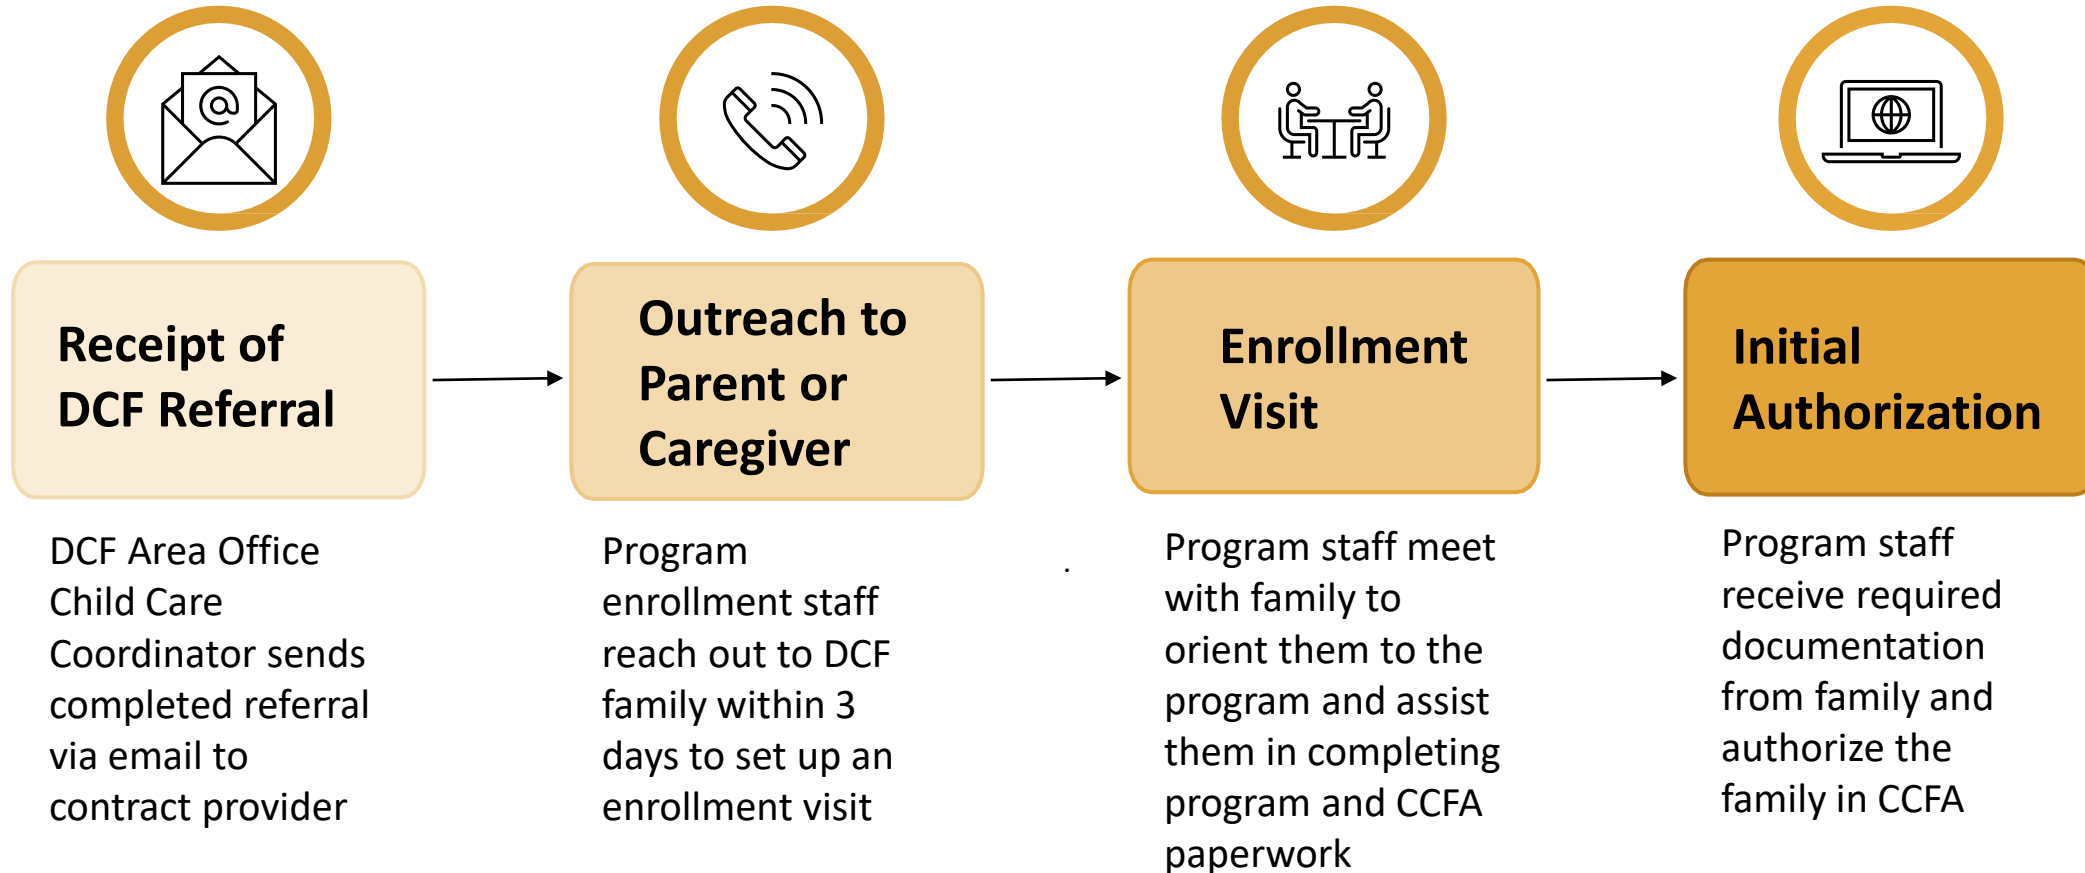 Receipt of
DCF Referral
DCF Area Office
Child Care
Coordinator sends
completed referral
via email to
contract provider
Outreach to
Parent or
Caregiver
Program
enrollment staff
reach out to DCF
family within 3
days to set up an
enrollment visit
.
Enrollment
Visit
Program staff meet
with family to
orient them to the
program and assist
them in completing
program and CCFA
paperwork
Initial
Authorization
Program staff
receive required
documentation
from family and
authorize the
family in CCFA